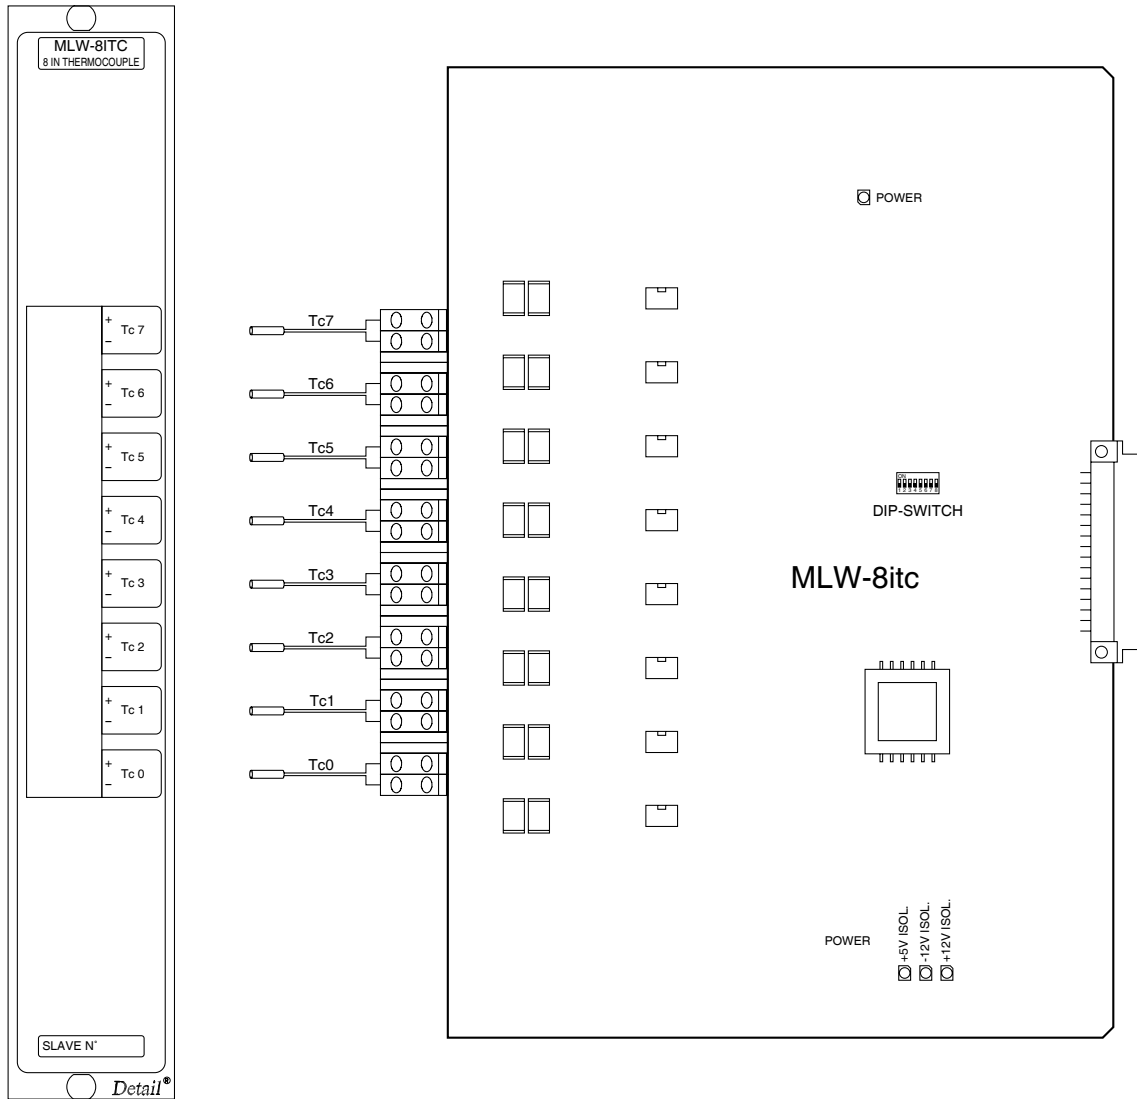 MLW-8ITC
8 IN THERMOCOUPLE
+
− Tc 7
+
− Tc 6
+
− Tc 5
+
− Tc 4
+
− Tc 3
+
− Tc 2
+
− Tc 1
+
− Tc 0
SLAVE N°
Detail®
Tc7
Tc6
Tc5
Tc4
Tc3
Tc2
Tc1
Tc0
POWER
ON
1 2 3 4 5 6 7 8
DIP-SWITCH
MLW-8itc
POWER
+5V ISOL.
-12V ISOL.
+12V ISOL.